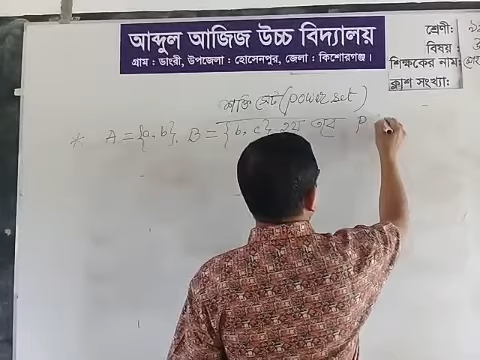 আব্দুল আজিজ উচ্চ বিদ্যালয়
গ্রাম : ডাংরী, উপজেলা : হোসেনপুর, জেলা : কিশোরগঞ্জ।
শ্রেণী:
বিষয় :
শিক্ষকের নাম:
ক্লাশ সংখ্যা:
শক্তি সেট (power set)
* A = {a, b}, B = {b, c} হয় তবে P